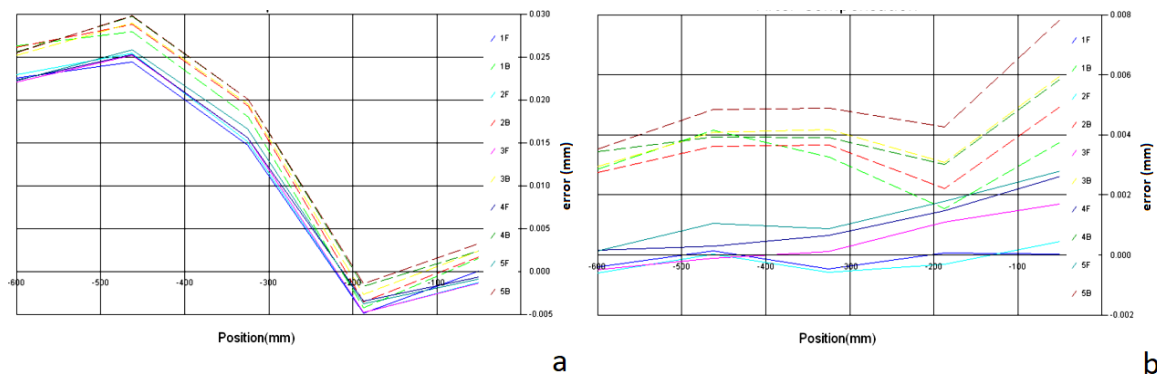 0.030
0.025
0.020
0.015
0.010
0.005
0.000
-0.005
error (mm)
1F
1B
2F
2B
3F
3B
4F
4B
5F
5B
-600
-500
-400
-300
-200
-100
Position(mm)
a
0.008
0.006
0.004
0.002
0.000
-0.002
error (mm)
1F
1B
2F
2B
3F
3B
4F
4B
5F
5B
-600
-500
-400
-300
-200
-100
Position(mm)
b